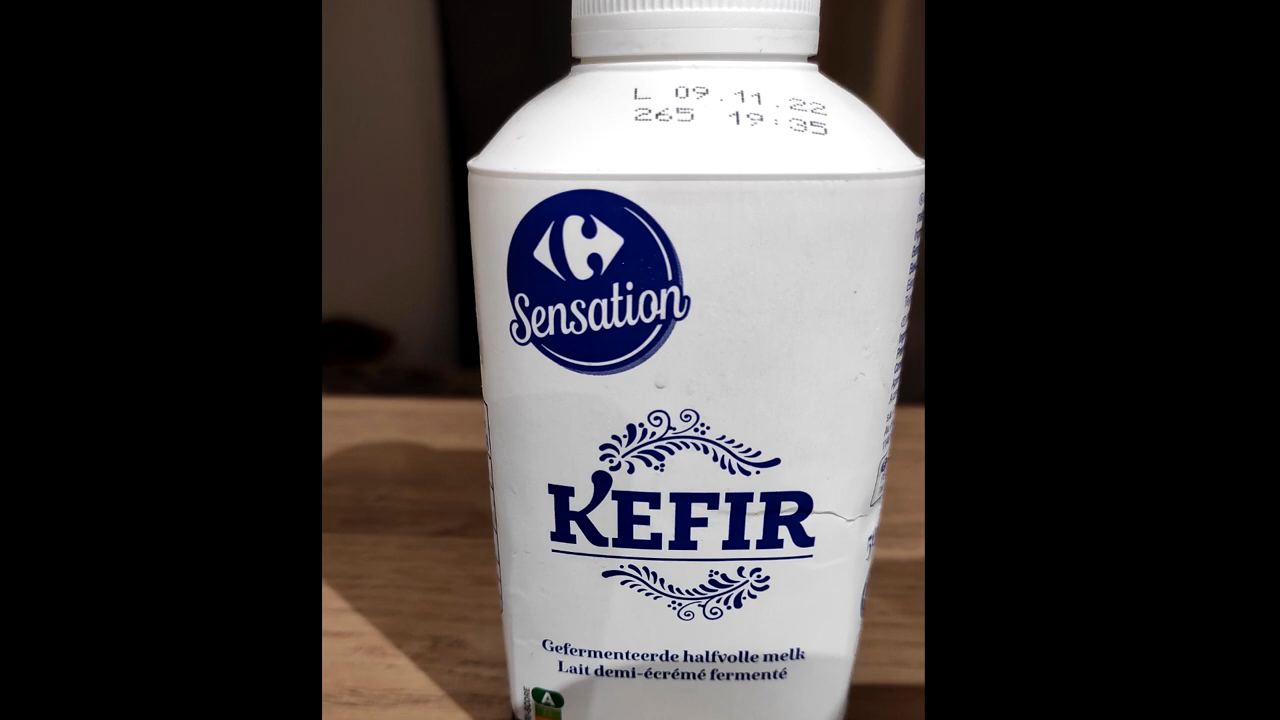 L 09.11.22
265 19:35
Sensation
KEFIR
Gefermenteerde halfvolle melk
Lait demi-écrémé fermenté
A